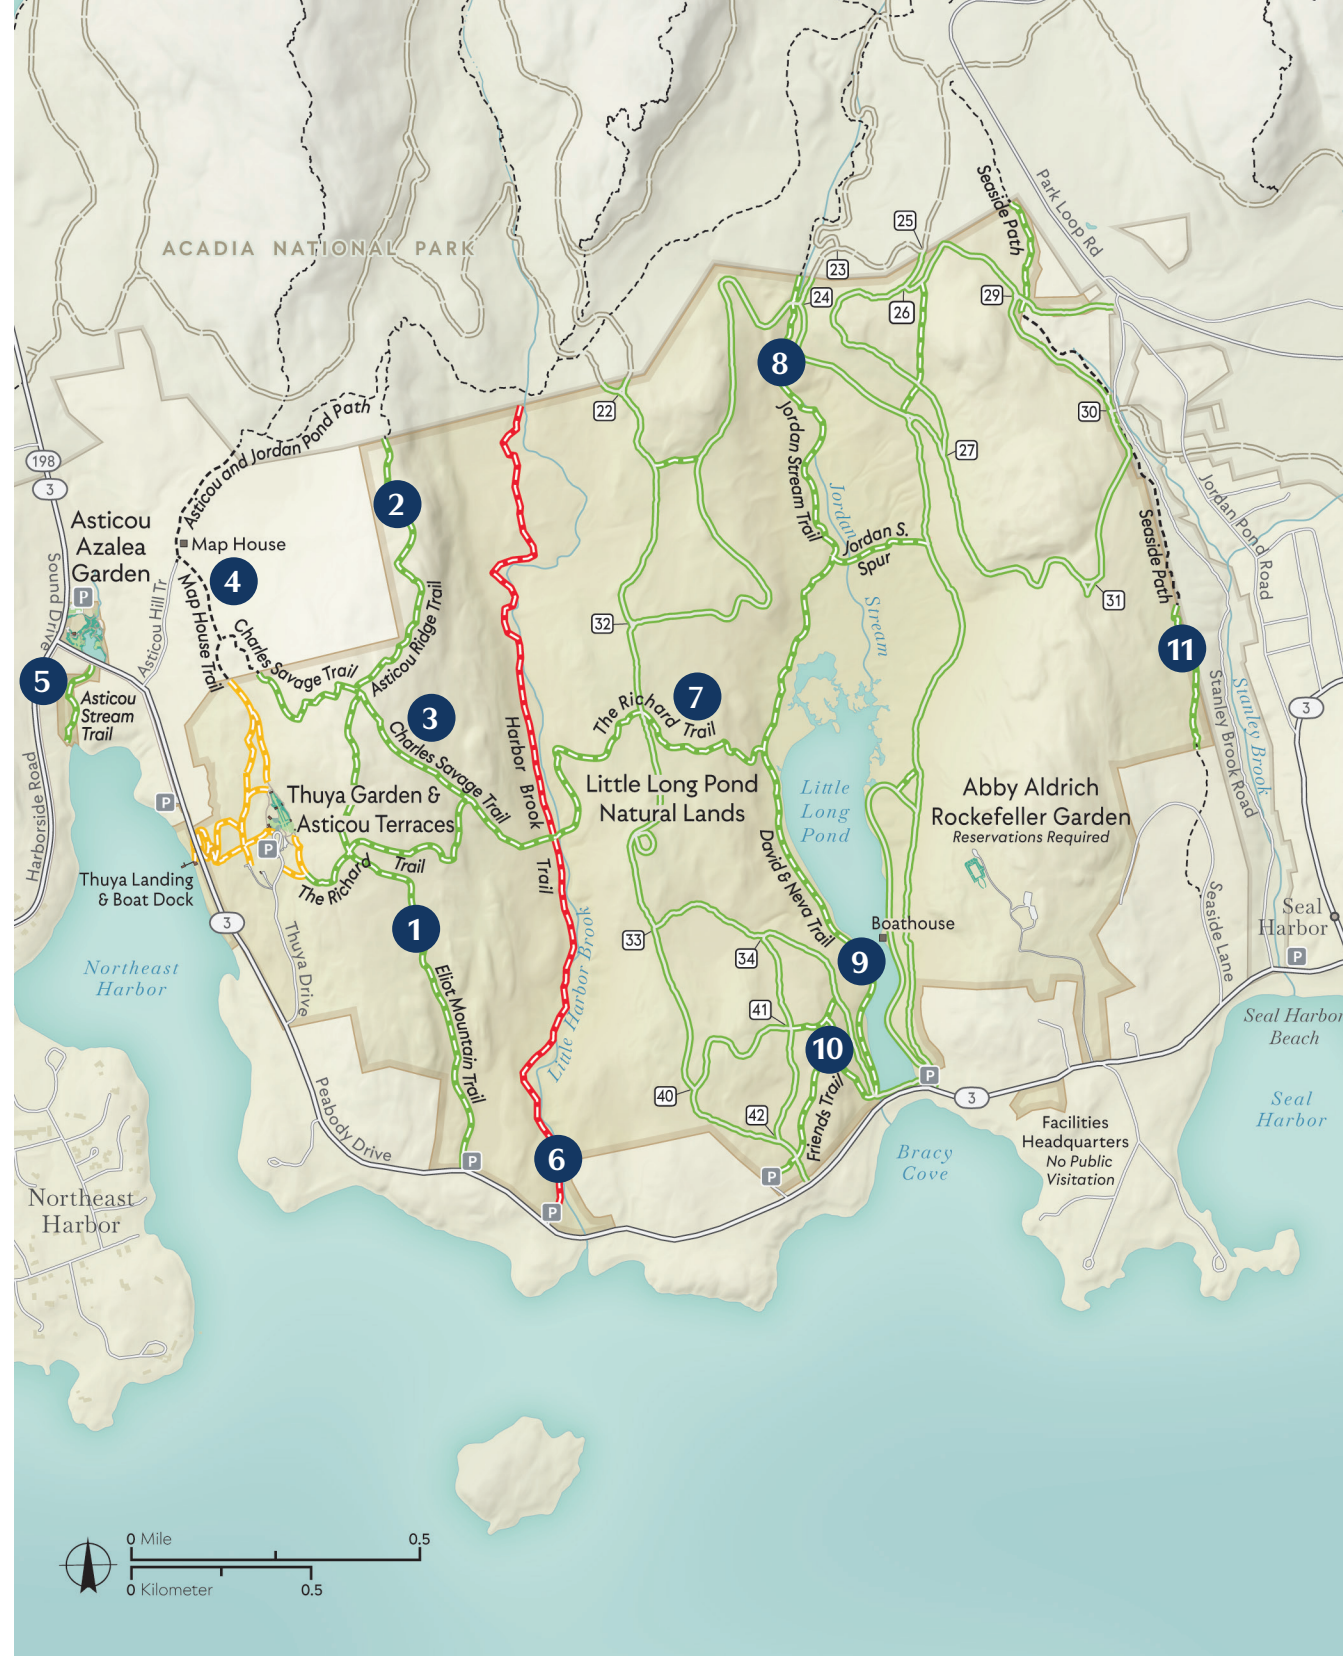 Seaside Path
Park Loop Rd
25
ACADIA NATIONAL PARK
23
24
29
26
8
22
30
Asticou and Jordan Pond Path
198
3
Jordan Stream Trail
27
2
Jordan
Jordan Pond Road
Asticou
Azalea
Garden
Map House
Seaside Path
Jordan S.
Spur
Sound Drive
P
4
Map House Trail
Asticou Hill Tr
Asticou Ridge Trail
31
Stream
32
Charles Savage Trail
11
5
Asticou
Stream
Trail
3
7
The Richard Trail
Harbor Brook
Trail
Charles Savage Trail
Stanley Brook Road
Stanley Brook
3
Harborside Road
P
Thuya Garden &
Asticou Terraces
Little Long Pond
Natural Lands
Little
Long
Pond
Abby Aldrich
Rockefeller Garden
Reservations Required
P
The Richard Trail
David & Neva Trail
Thuya Landing
& Boat Dock
3
1
33
34
Boathouse
9
Seaside Lane
Seal
Harbor
P
Northeast
Harbor
Thuya Drive
Eliot Mountain Trail
Little Harbor Brook
41
10
Seal Harbor
Beach
40
P
3
Seal
Harbor
Peabody Drive
42
Friends Trail
Facilities
Headquarters
No Public
Visitation
Bracy
Cove
P
6
P
P
Northeast
Harbor
0 Mile
0.5
0 Kilometer
0.5